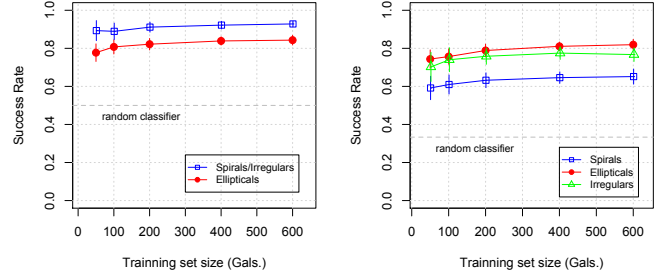 Success Rate
1.0
0.8
0.6
0.4
0.2
0.0
random classifier
Spirals/Irregulars
Ellipticals
0 100 200 300 400 500 600
Trainning set size (Gals.)
Success Rate
1.0
0.8
0.6
0.4
0.2
0.0
random classifier
Spirals
Ellipticals
Irregulars
0 100 200 300 400 500 600
Trainning set size (Gals.)